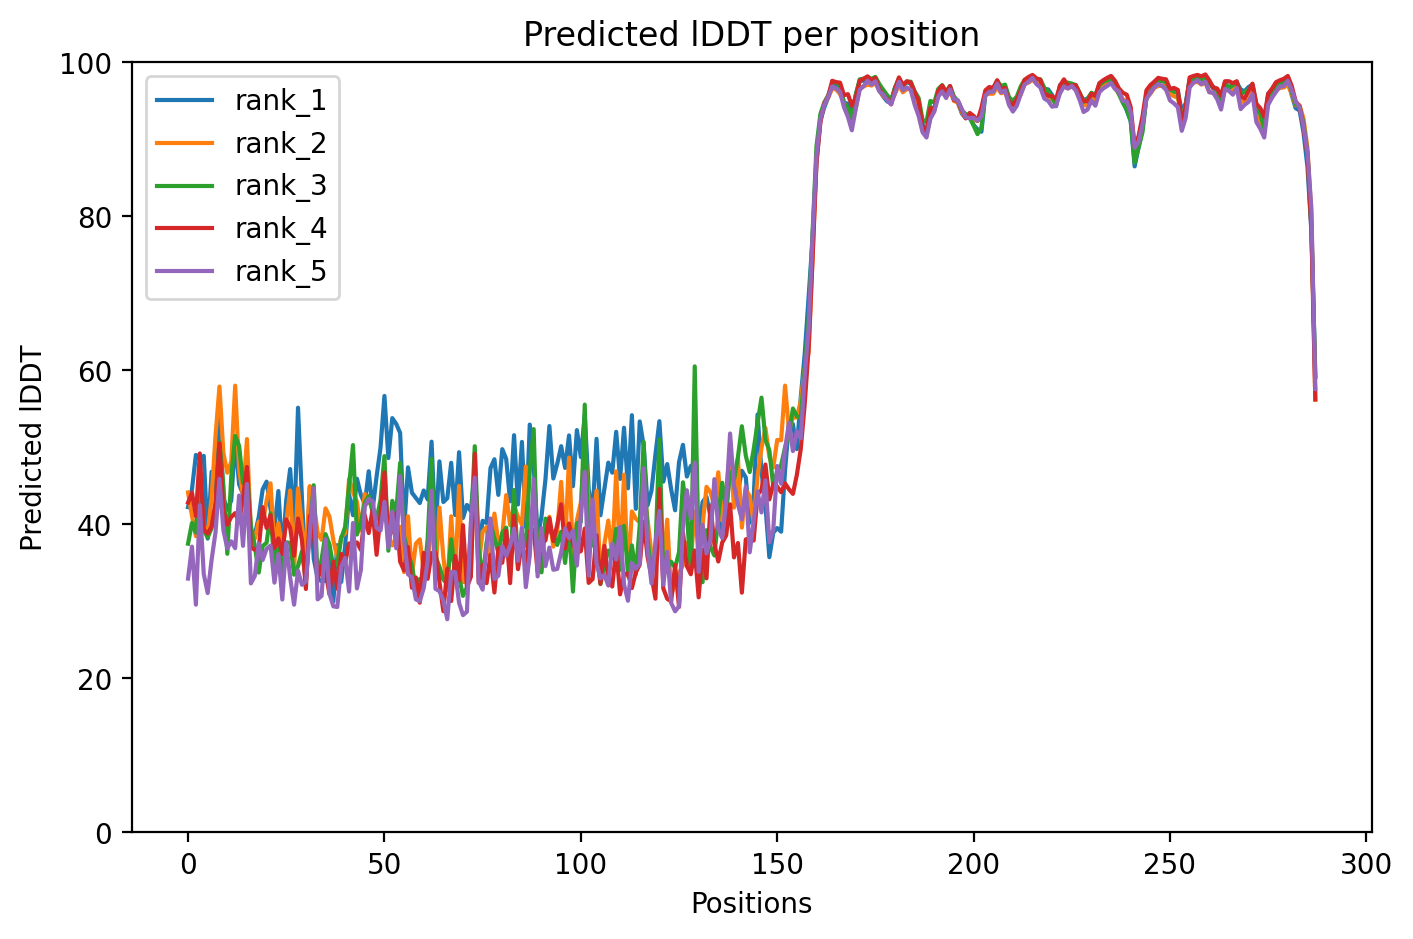 Predicted lDDT per position
100
80
60
40
20
0
Predicted lDDT
rank_1
rank_2
rank_3
rank_4
rank_5
0 50 100 150 200 250 300
Positions